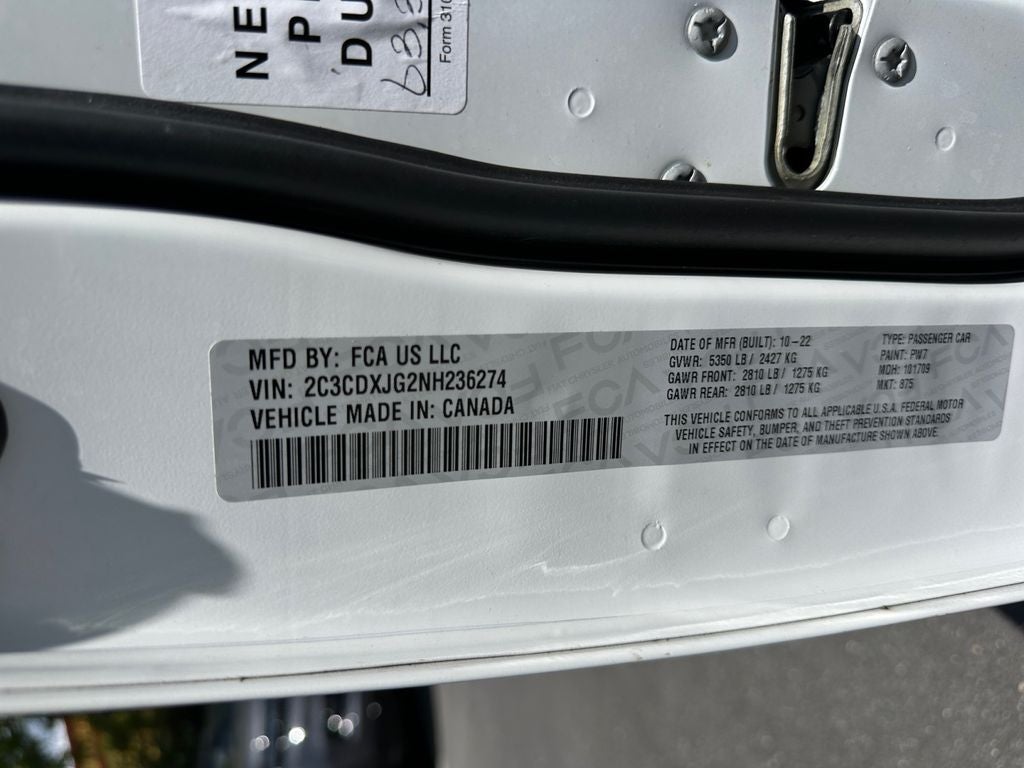 NE
P
DU
63,3
Form 310
MFD BY: FCA US LLC
VIN: 2C3CDXJG2NH236274
VEHICLE MADE IN: CANADA
DATE OF MFR (BUILT): 10-22
GVWR: 5350 LB / 2427 KG
GAWR FRONT: 2810 LB / 1275 KG
GAWR REAR: 2810 LB / 1275 KG
TYPE: PASSENGER CAR
PAINT: PW7
MDH: 101709
MKT: 875
THIS VEHICLE CONFORMS TO ALL APPLICABLE U.S.A. FEDERAL MOTOR
VEHICLE SAFETY, BUMPER, AND THEFT PREVENTION STANDARDS
IN EFFECT ON THE DATE OF MANUFACTURE SHOWN ABOVE.